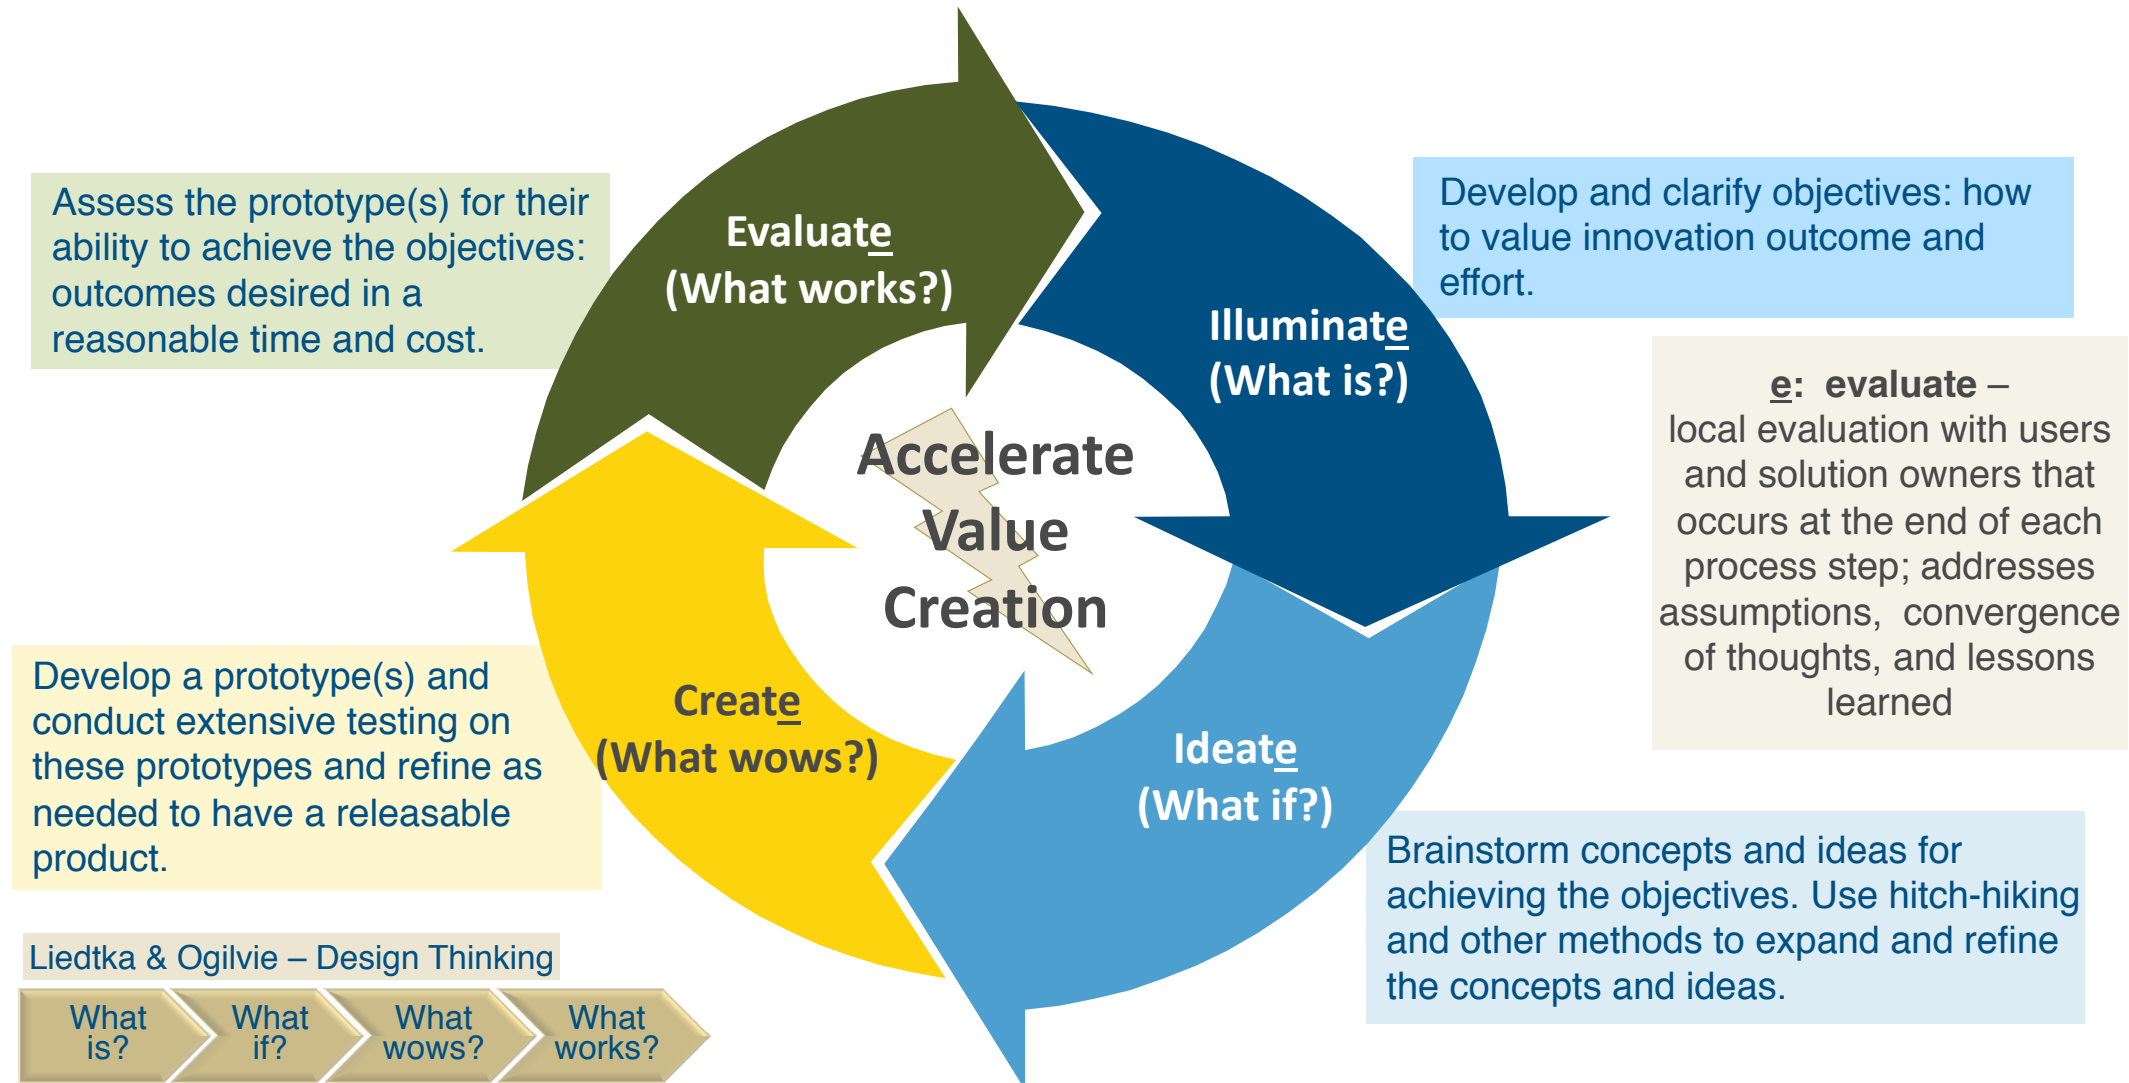 Evaluate
(What works?)
Assess the prototype(s) for their
ability to achieve the objectives:
outcomes desired in a
reasonable time and cost.
Illuminate
(What is?)
Develop and clarify objectives: how
to value innovation outcome and
effort.
e: evaluate –
local evaluation with users
and solution owners that
occurs at the end of each
process step; addresses
assumptions, convergence
of thoughts, and lessons
learned
Accelerate
Value
Creation
Create
(What wows?)
Develop a prototype(s) and
conduct extensive testing on
these prototypes and refine as
needed to have a releasable
product.
Ideate
(What if?)
Brainstorm concepts and ideas for
achieving the objectives. Use hitch-hiking
and other methods to expand and refine
the concepts and ideas.
Liedtka & Ogilvie – Design Thinking
What
is?
What
if?
What
wows?
What
works?